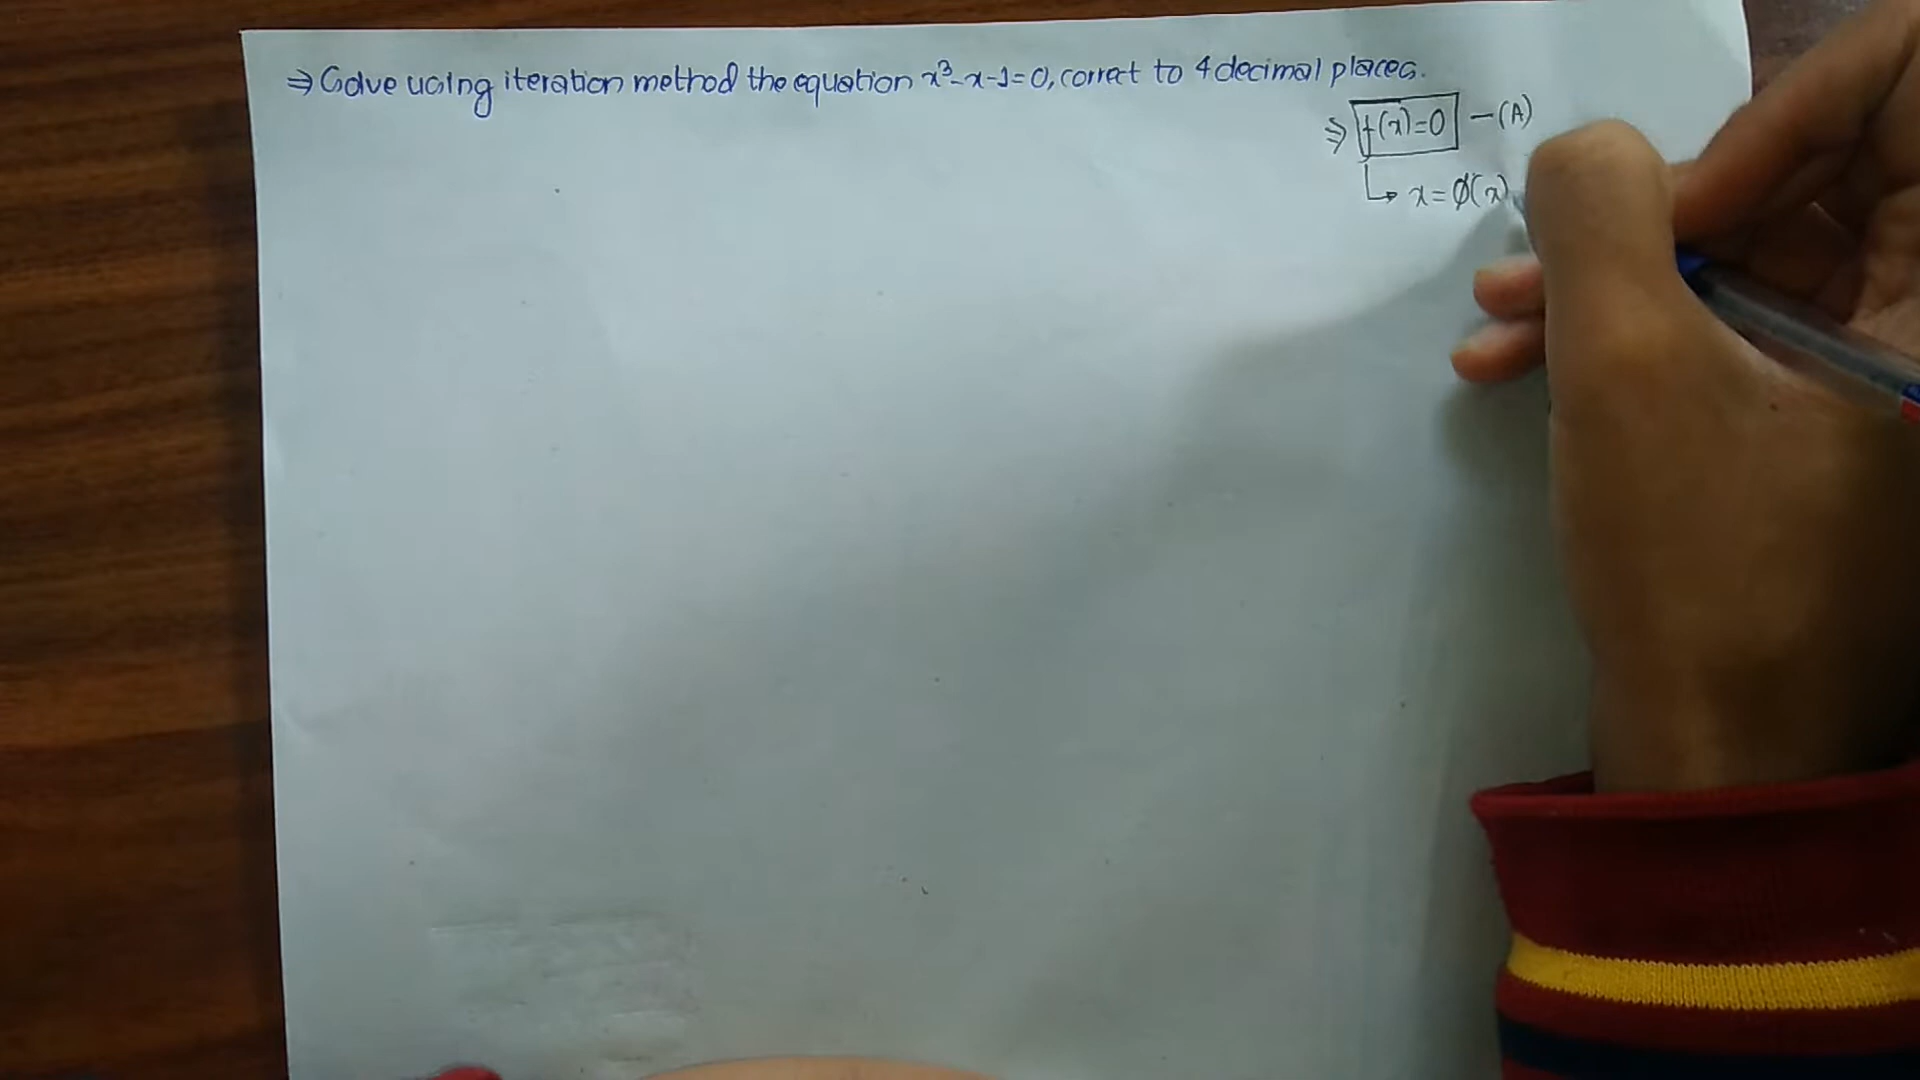 ⇒ Solve using iteration method the equation x³-x-1=0, correct to 4 decimal places.
⇒ f(x)=0 -(A)
↳ x=ϕ(x)